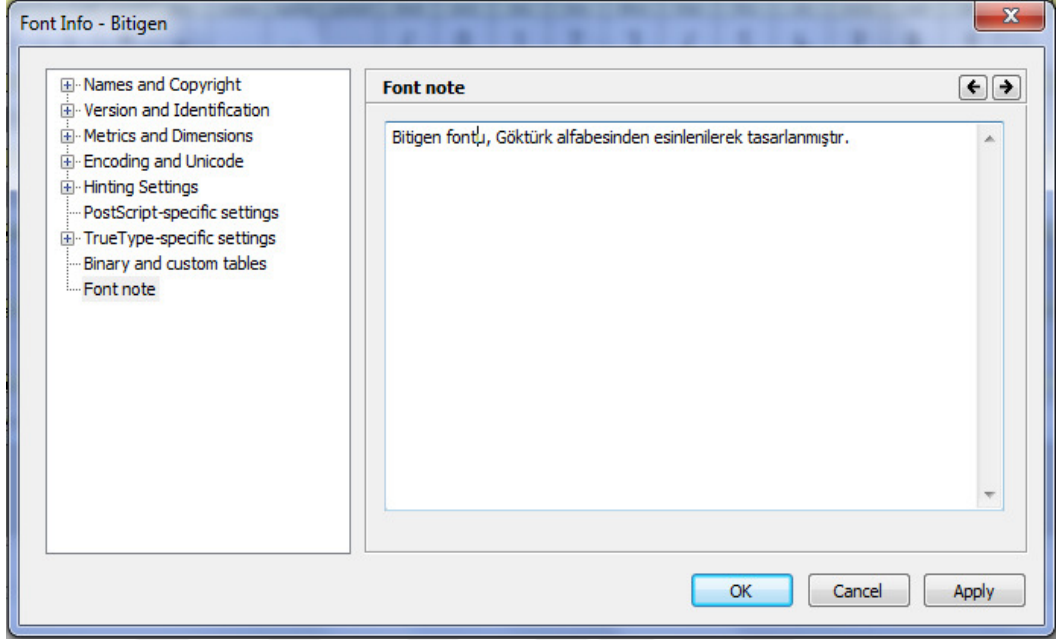 Font Info - Bitigen
Names and Copyright
Version and Identification
Metrics and Dimensions
Encoding and Unicode
Hinting Settings
PostScript-specific settings
TrueType-specific settings
Binary and custom tables
Font note
Font note
Bitigen fontu, Göktürk alfabesinden esinlenilerek tasarlanmıştır.
OK Cancel Apply